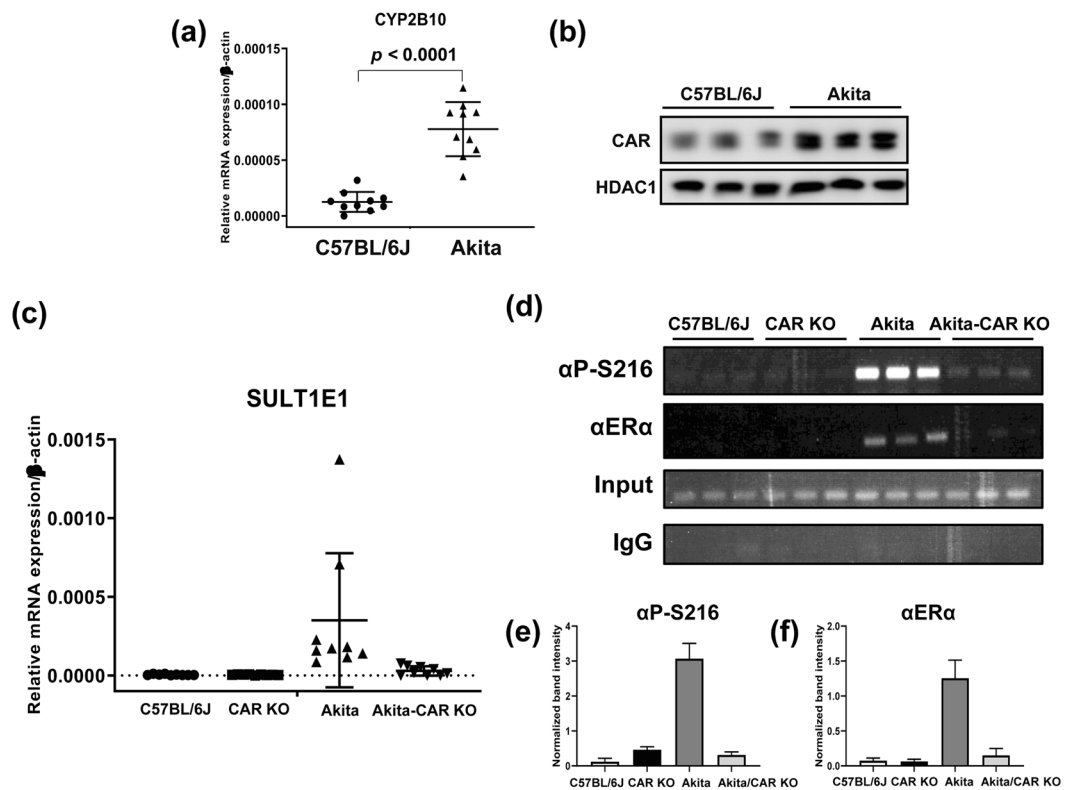 (a)
CYP2B10
p < 0.0001
Relative mRNA expression/β-actin
0.00015
0.00010
0.00005
0.00000
C57BL/6J Akita
(b)
C57BL/6J Akita
CAR
HDAC1
(c)
SULT1E1
Relative mRNA expression/β-actin
0.0015
0.0010
0.0005
0.0000
C57BL/6J CAR KO Akita Akita-CAR KO
(d)
C57BL/6J CAR KO Akita Akita-CAR KO
αP-S216
αERα
Input
IgG
(e)
αP-S216
Normalized band intensity
4
3
2
1
0
C57BL/6J CAR KO Akita Akita/CAR KO
(f)
αERα
Normalized band intensity
2.0
1.5
1.0
0.5
0.0
C57BL/6J CAR KO Akita Akita/CAR KO